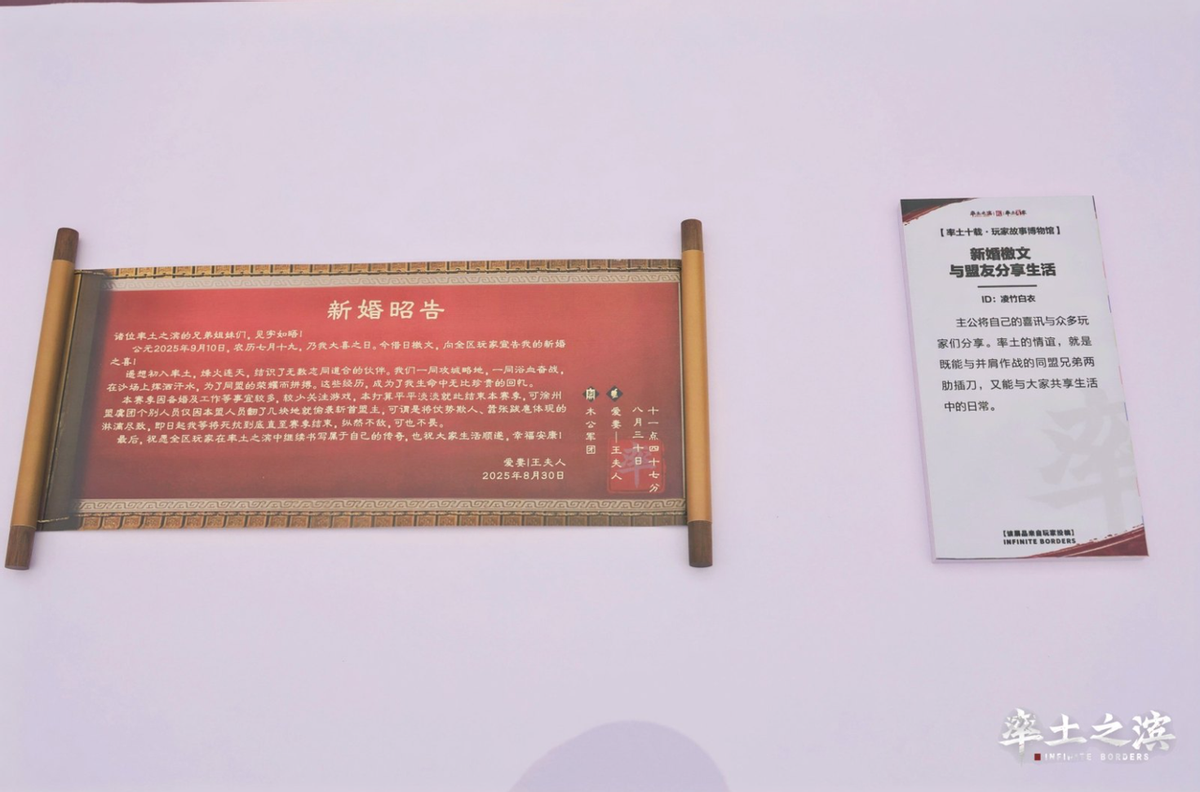 新婚昭告
诸位率土之滨的兄弟姐妹们，见字如晤！
公元2025年9月10日，农历七月十九，乃我大喜之日。今借日檄文，向全区玩家宣告我的新婚
之喜！
遥想初入率土，烽火连天，结识了无数志同道合的伙伴。我们一同攻城略地，一同浴血奋战，
在沙场上挥洒汗水，为了同盟的荣耀而拼搏。这些经历，成为了我生命中无比珍贵的回忆。
本赛季因备婚及工作等事宜较多，较少关注游戏，本打算平平淡淡就此结束本赛季，可徐州
盟虞团个别人员仅因本盟人员翻了几块地就偷袭斩首盟主，可谓是将仗势欺人、嚣张跋扈体现的
淋漓尽致，即日起我等将死扰到底直至赛季结束，纵然不敌，可也不畏。
最后，祝愿全区玩家在率土之滨中继续书写属于自己的传奇，也祝大家生活顺遂，幸福安康！
爱妻|王夫人
2025年8月30日
十一点四十七分
八月三十日
爱妻|王夫人
木公军团
率
【率土十载·玩家故事博物馆】
新婚檄文
与盟友分享生活
ID：凌竹白衣
主公将自己的喜讯与众多玩
家们分享。率土的情谊，就是
既能与并肩作战的同盟兄弟两
肋插刀，又能与大家共享生活
中的日常。
率
【该展品来自玩家投稿】
INFINITE BORDERS
率土之滨
INFINITE BORDERS